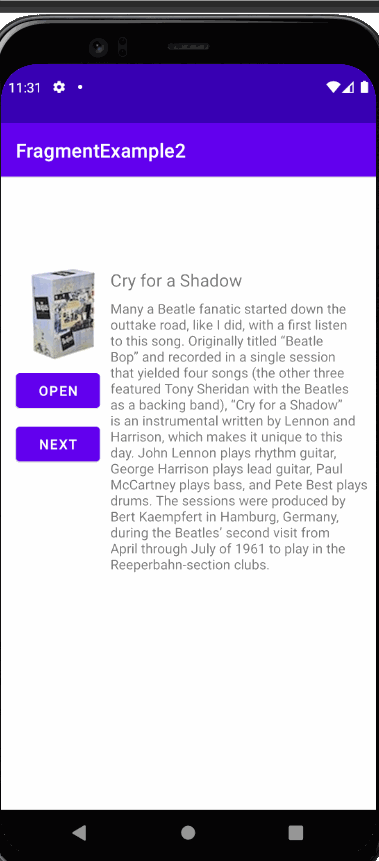 11:31
FragmentExample2
Cry for a Shadow
Many a Beatle fanatic started down the
outtake road, like I did, with a first listen
to this song. Originally titled “Beatle
Bop” and recorded in a single session
that yielded four songs (the other three
featured Tony Sheridan with the Beatles
as a backing band), “Cry for a Shadow”
is an instrumental written by Lennon and
Harrison, which makes it unique to this
day. John Lennon plays rhythm guitar,
George Harrison plays lead guitar, Paul
McCartney plays bass, and Pete Best plays
drums. The sessions were produced by
Bert Kaempfert in Hamburg, Germany,
during the Beatles’ second visit from
April through July of 1961 to play in the
Reeperbahn-section clubs.
OPEN
NEXT